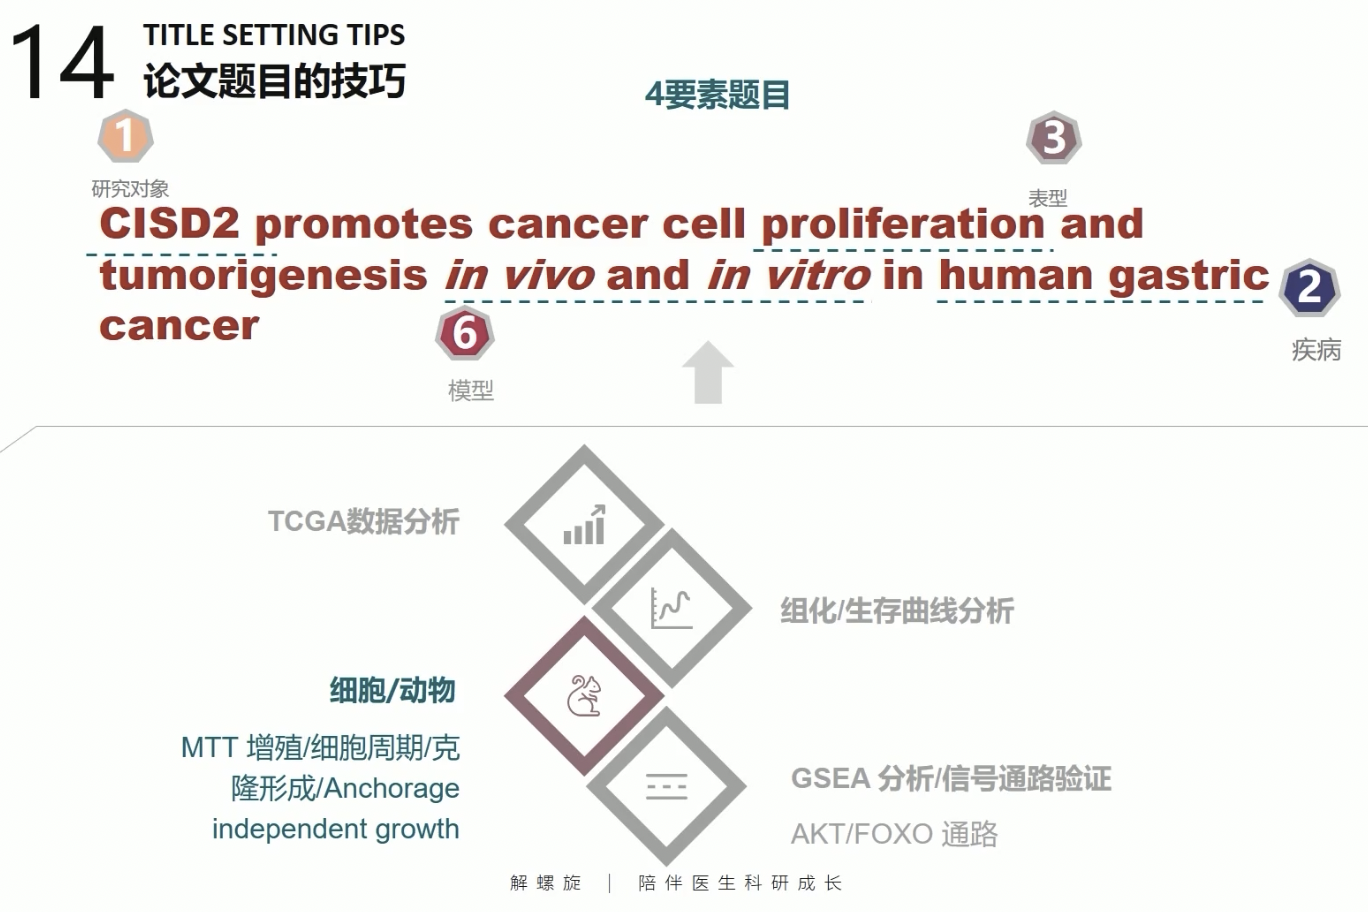 14
TITLE SETTING TIPS
论文题目的技巧
4要素题目
1
3
研究对象
表型
CISD2 promotes cancer cell proliferation and
tumorigenesis in vivo and in vitro in human gastric
2
cancer
6
疾病
模型
TCGA数据分析
组化/生存曲线分析
细胞/动物
MTT 增殖/细胞周期/克
隆形成/Anchorage
independent growth
GSEA 分析/信号通路验证
AKT/FOXO 通路
解螺旋 | 陪伴医生科研成长